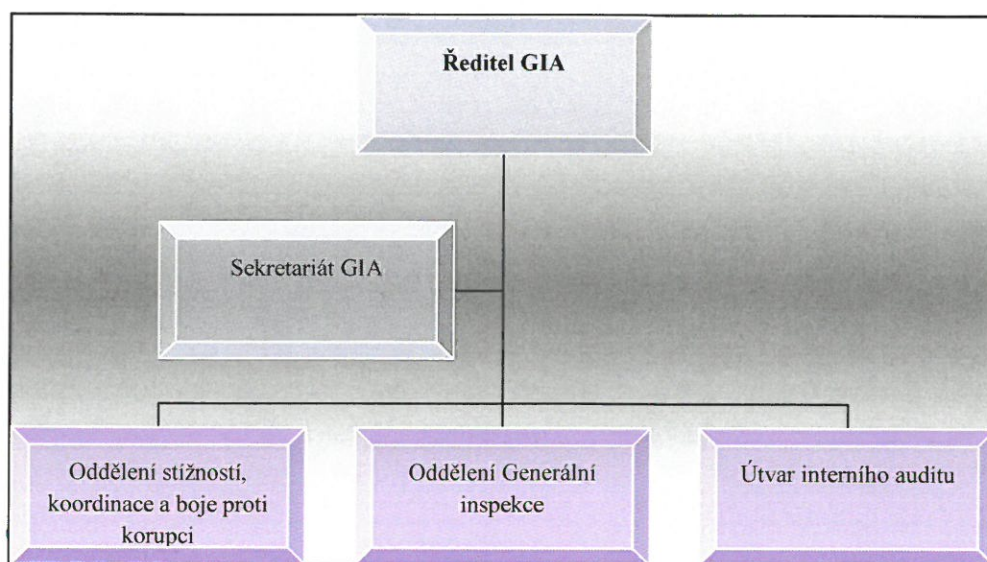 Ředitel GIA
Sekretariát GIA
Oddělení stížností,
koordinace a boje proti
korupci
Oddělení Generální
inspekce
Útvar interního auditu